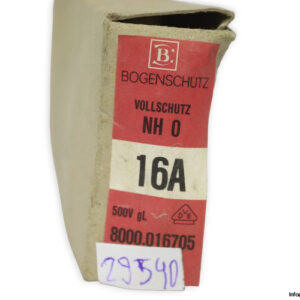 B.
BOGENSCHUTZ
VOLLSCHUTZ
NH 0
16A
500V gL
8000.016705
29540